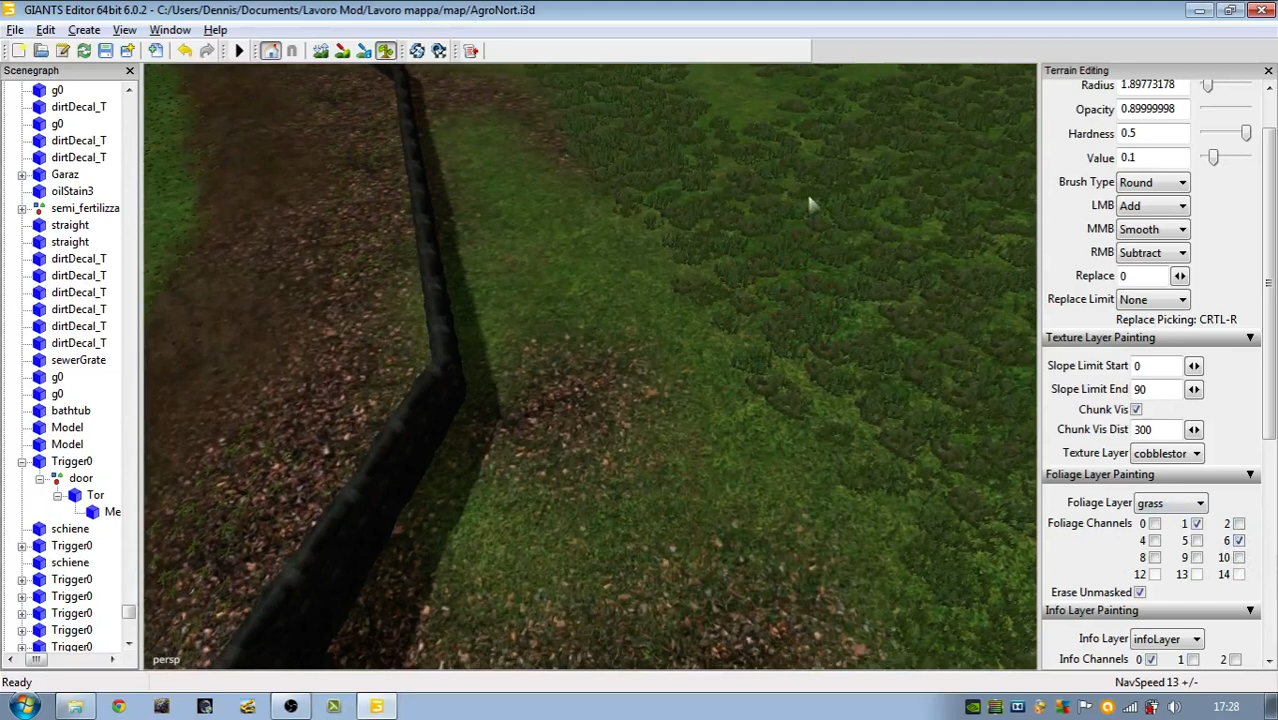 GIANTS Editor 64bit 6.0.2 - C:/Users/Dennis/Documents/Lavoro Mod/Lavoro mappa/map/AgroNort.i3d
File Edit Create View Window Help
Scenegraph
g0
dirtDecal_T
g0
dirtDecal_T
dirtDecal_T
Garaz
oilStain3
semi_fertilizza
straight
straight
dirtDecal_T
dirtDecal_T
dirtDecal_T
dirtDecal_T
dirtDecal_T
dirtDecal_T
sewerGrate
g0
g0
bathtub
Model
Model
Trigger0
door
Tor
Me
schiene
Trigger0
schiene
Trigger0
Trigger0
Trigger0
Trigger0
Trigger0
persp
Terrain Editing
Radius 1.89773178
Opacity 0.89999998
Hardness 0.5
Value 0.1
Brush Type Round
LMB Add
MMB Smooth
RMB Subtract
Replace 0
Replace Limit None
Replace Picking: CRTL-R
Texture Layer Painting
Slope Limit Start 0
Slope Limit End 90
Chunk Vis
Chunk Vis Dist 300
Texture Layer cobblestor
Foliage Layer Painting
Foliage Layer grass
Foliage Channels 0 1 2
4 5 6
8 9 10
12 13 14
Erase Unmasked
Info Layer Painting
Info Layer infoLayer
Info Channels 0 1 2
Ready
NavSpeed 13 +/-
17:28